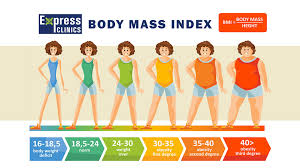 Express
CLINICS
BODY MASS INDEX
BMI = BODY MASS
HEIGHT
16-18,5
body weight
deficit
18,5-24
norm
24-30
weight
over
30-35
obesity
first degree
35-40
obesity
second degree
40>
obesity
third degree